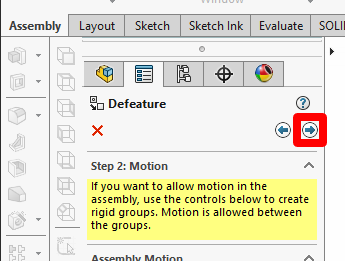 Window
Assembly Layout Sketch Sketch Ink Evaluate SOLI
Defeature
Step 2: Motion
If you want to allow motion in the
assembly, use the controls below to create
rigid groups. Motion is allowed between
the groups.
Assembly Motion